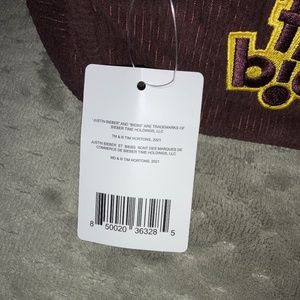 "JUSTIN BIEBER" AND "BIEBS" ARE TRADEMARKS OF
BIEBER TIME HOLDINGS, LLC
TM & © TIM HORTONS, 2021
JUSTIN BIEBER ET BIEBS SONT DES MARQUES DE
COMMERCE DE BIEBER TIME HOLDINGS, LLC
MD & © TIM HORTONS, 2021
8 50020 36328 5